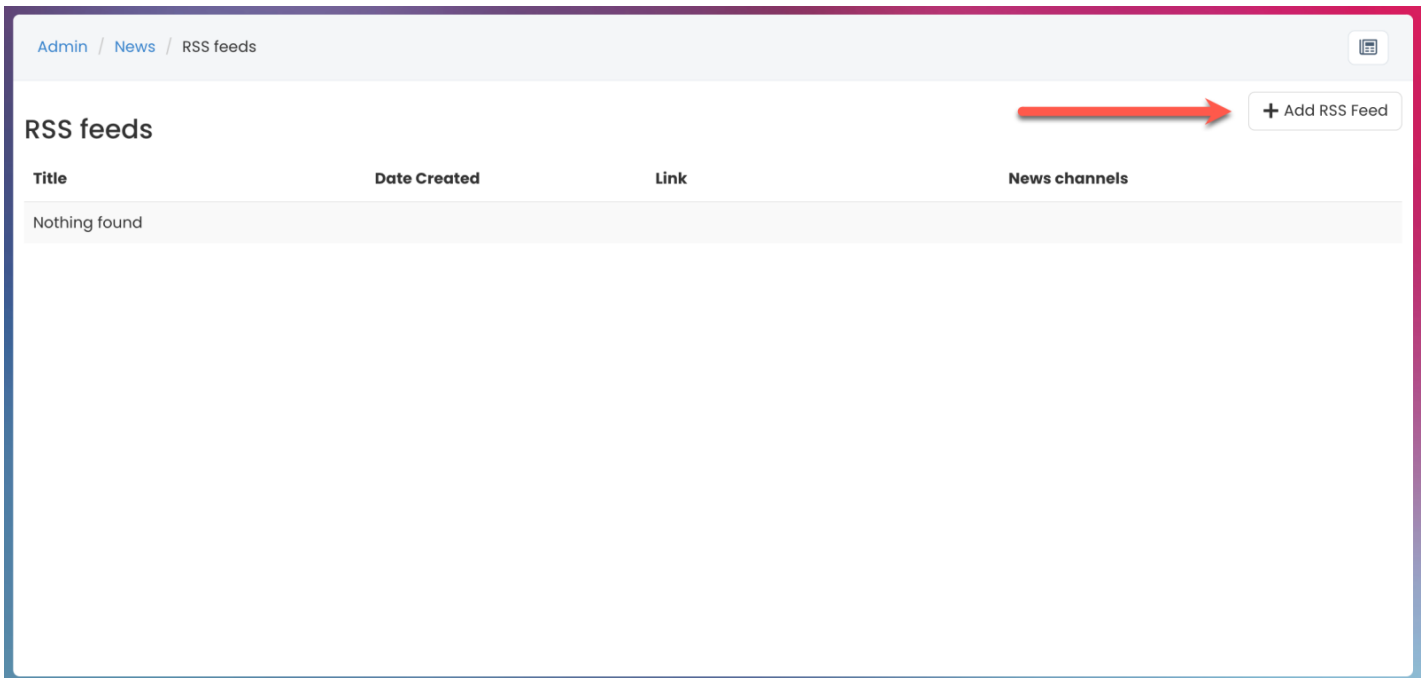 Admin / News / RSS feeds
+ Add RSS Feed
RSS feeds
Title Date Created Link News channels
Nothing found